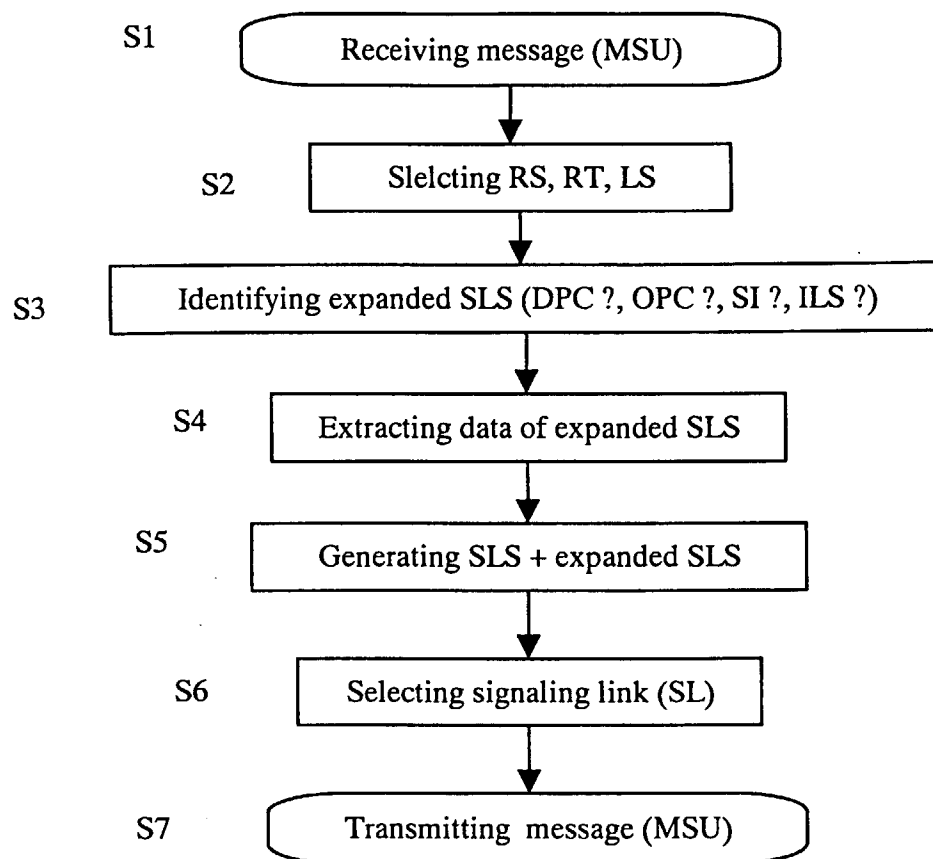 S1 Receiving message (MSU)
S2 Slelcting RS, RT, LS
S3 Identifying expanded SLS (DPC ?, OPC ?, SI ?, ILS ?)
S4 Extracting data of expanded SLS
S5 Generating SLS + expanded SLS
S6 Selecting signaling link (SL)
S7 Transmitting message (MSU)